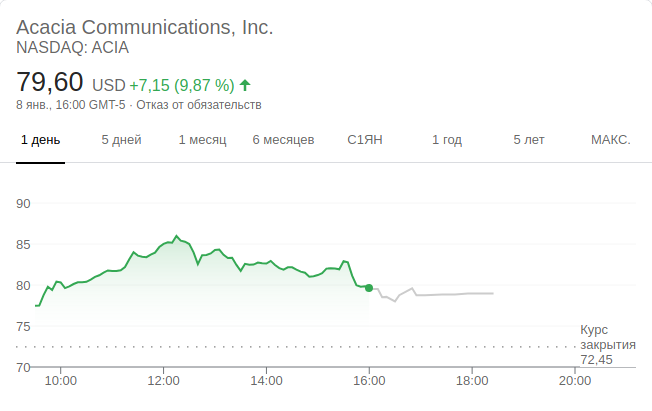 Acacia Communications, Inc.
NASDAQ: ACIA
79,60 USD +7,15 (9,87 %)
8 янв., 16:00 GMT-5 · Отказ от обязательств
1 день 5 дней 1 месяц 6 месяцев С1ЯН 1 год 5 лет МАКС.
90
85
80
75
Курс
закрытия
72,45
70
10:00 12:00 14:00 16:00 18:00 20:00